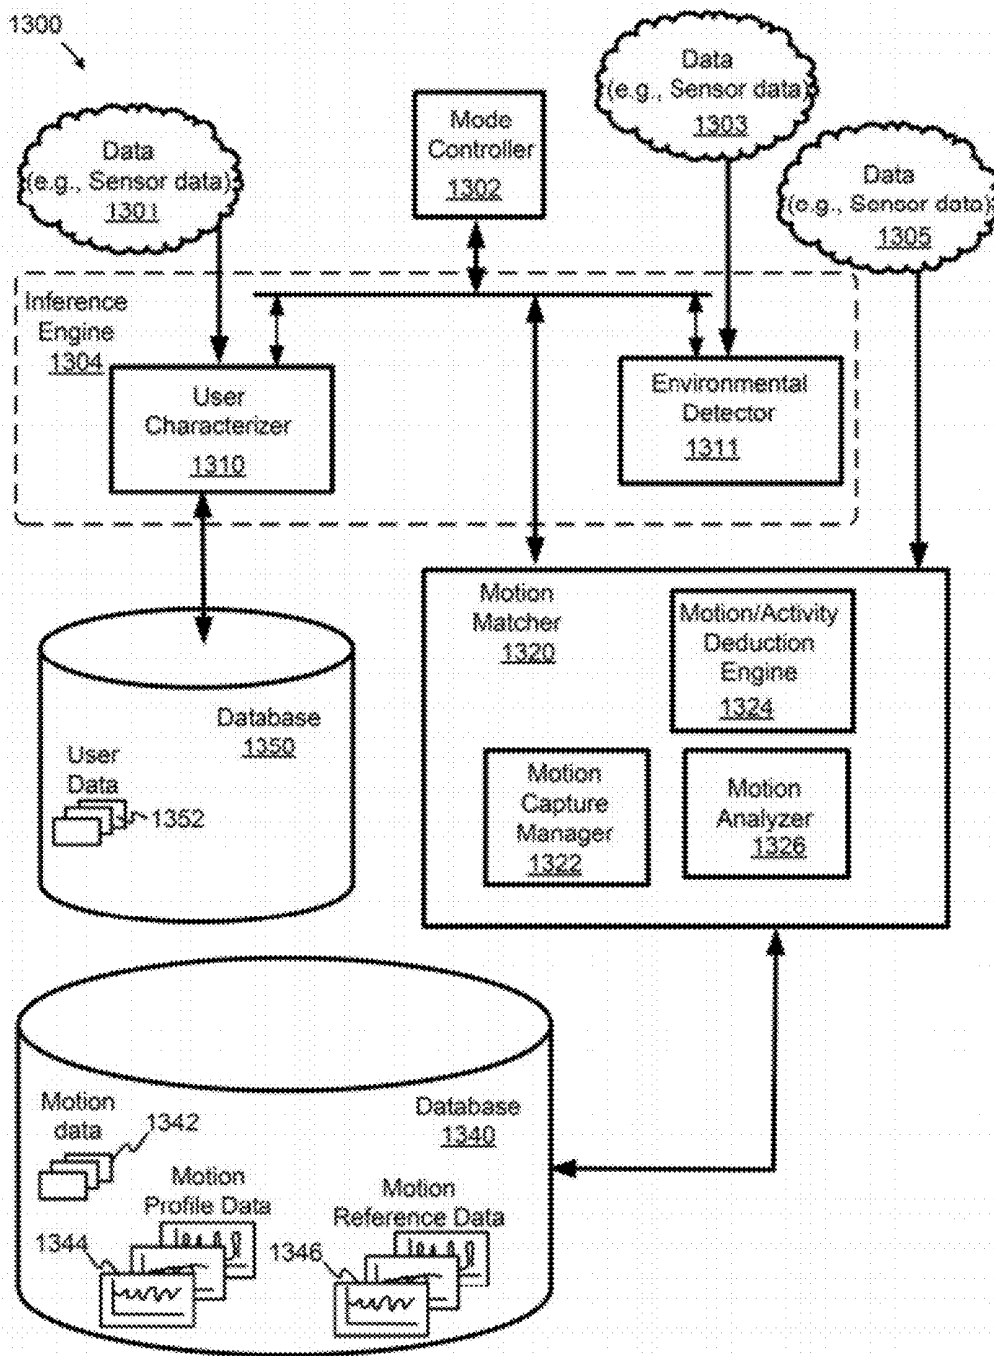 1300
Data
(e.g., Sensor data)
1301
Mode
Controller
1302
Data
(e.g., Sensor data)
1303
Data
(e.g., Sensor data)
1305
Inference
Engine
1304
User
Characterizer
1310
Environmental
Detector
1311
Motion
Matcher
1320
Motion/Activity
Deduction
Engine
1324
Motion
Capture
Manager
1322
Motion
Analyzer
1326
Database
1350
User
Data
1352
Database
1340
Motion
data
1342
Motion
Profile Data
1344
Motion
Reference Data
1346